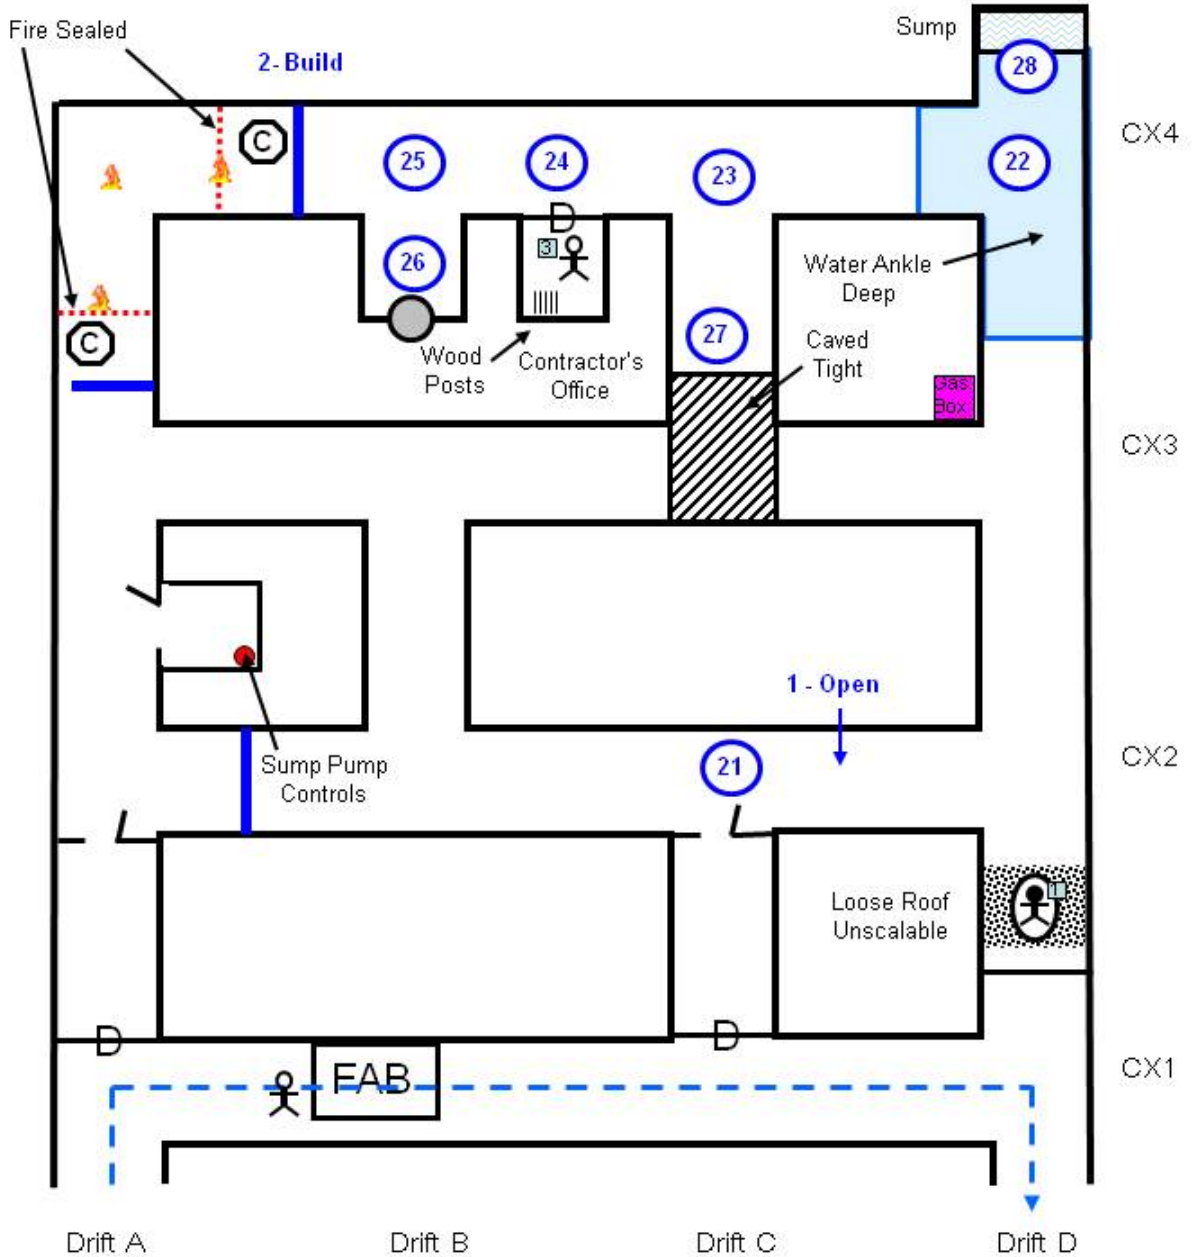 Fire Sealed
Sump
2- Build
28
C
25
24
23
22
CX4
D
3
26
Water Ankle
Deep
27
Caved
Tight
C
Wood
Posts
Contractor's
Office
Gas
Box
CX3
1 - Open
21
CX2
Sump Pump
Controls
1
Loose Roof
Unscalable
D
D
FAB
CX1
Drift A
Drift B
Drift C
Drift D